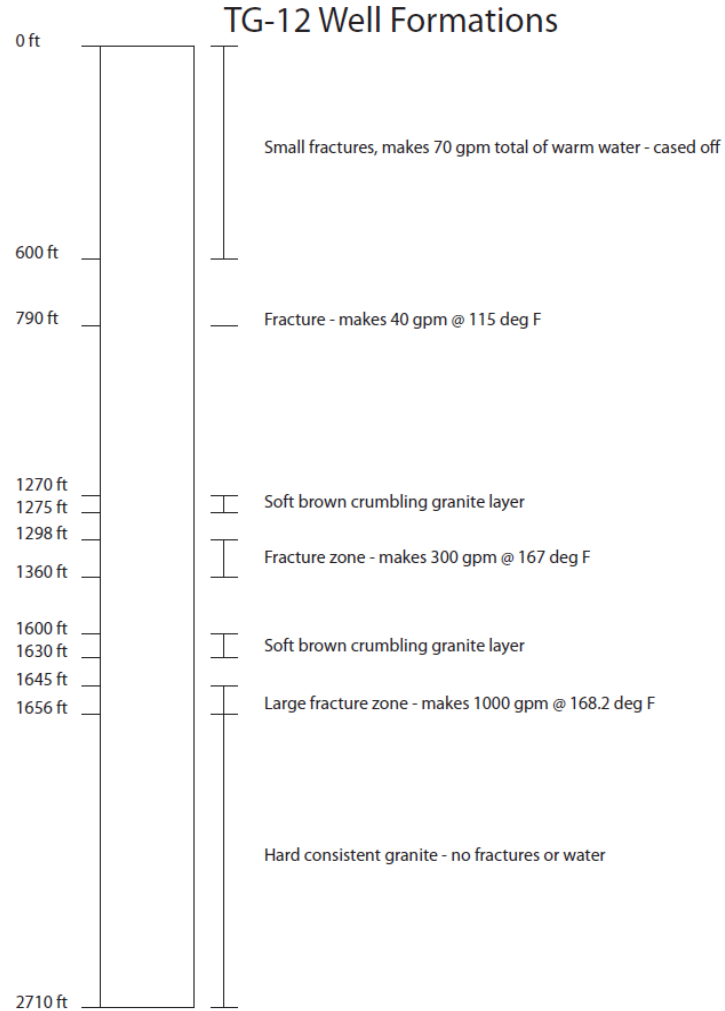 TG-12 Well Formations
0 ft
Small fractures, makes 70 gpm total of warm water - cased off
600 ft
790 ft
Fracture - makes 40 gpm @ 115 deg F
1270 ft
Soft brown crumbling granite layer
1275 ft
1298 ft
Fracture zone - makes 300 gpm @ 167 deg F
1360 ft
1600 ft
Soft brown crumbling granite layer
1630 ft
1645 ft
Large fracture zone - makes 1000 gpm @ 168.2 deg F
1656 ft
Hard consistent granite - no fractures or water
2710 ft